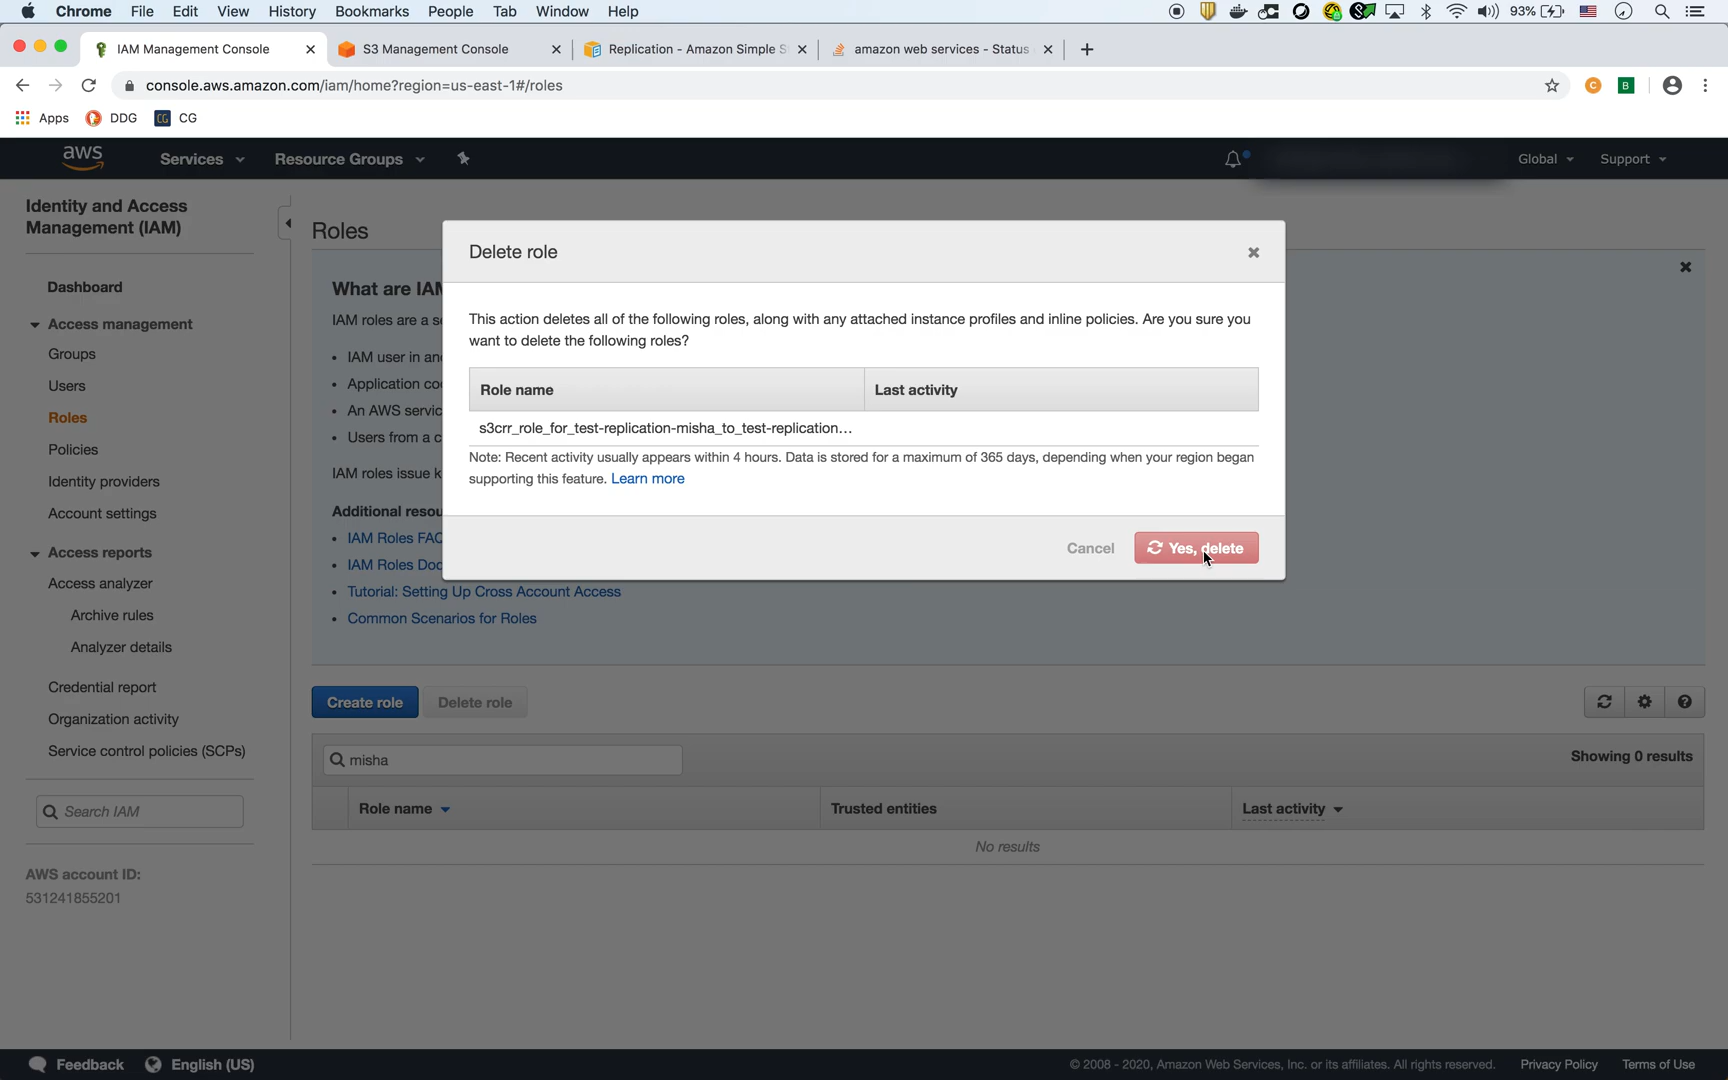 Chrome File Edit View History Bookmarks People Tab Window Help 93%
IAM Management Console S3 Management Console Replication - Amazon Simple S amazon web services - Status
console.aws.amazon.com/iam/home?region=us-east-1#/roles
Apps DDG CG CG
aws Services Resource Groups Global Support
Identity and Access
Management (IAM)
Dashboard
Access management
Groups
Users
Roles
Policies
Identity providers
Account settings
Access reports
Access analyzer
Archive rules
Analyzer details
Credential report
Organization activity
Service control policies (SCPs)
Search IAM
AWS account ID:
531241855201
Roles
What are IAM
IAM roles are a se
IAM user in an
Application co
An AWS servic
Users from a c
IAM roles issue k
Additional resou
IAM Roles FAQ
IAM Roles Doc
Tutorial: Setting Up Cross Account Access
Common Scenarios for Roles
Delete role
This action deletes all of the following roles, along with any attached instance profiles and inline policies. Are you sure you
want to delete the following roles?
Role name Last activity
s3crr_role_for_test-replication-misha_to_test-replication...
Note: Recent activity usually appears within 4 hours. Data is stored for a maximum of 365 days, depending when your region began
supporting this feature. Learn more
Cancel Yes, delete
Create role Delete role
misha Showing 0 results
Role name Trusted entities Last activity
No results
Feedback English (US) © 2008 - 2020, Amazon Web Services, Inc. or its affiliates. All rights reserved. Privacy Policy Terms of Use